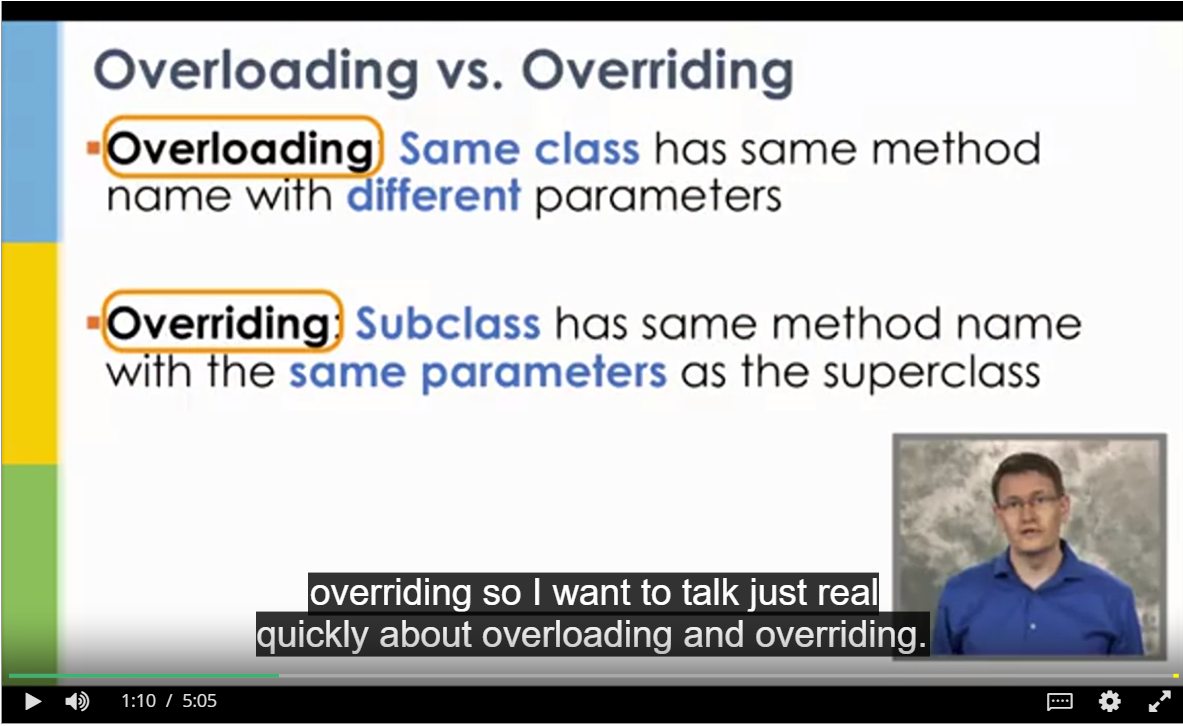 Overloading vs. Overriding
Overloading: Same class has same method
name with different parameters
Overriding: Subclass has same method name
with the same parameters as the superclass
overriding so I want to talk just real
quickly about overloading and overriding.
1:10 / 5:05